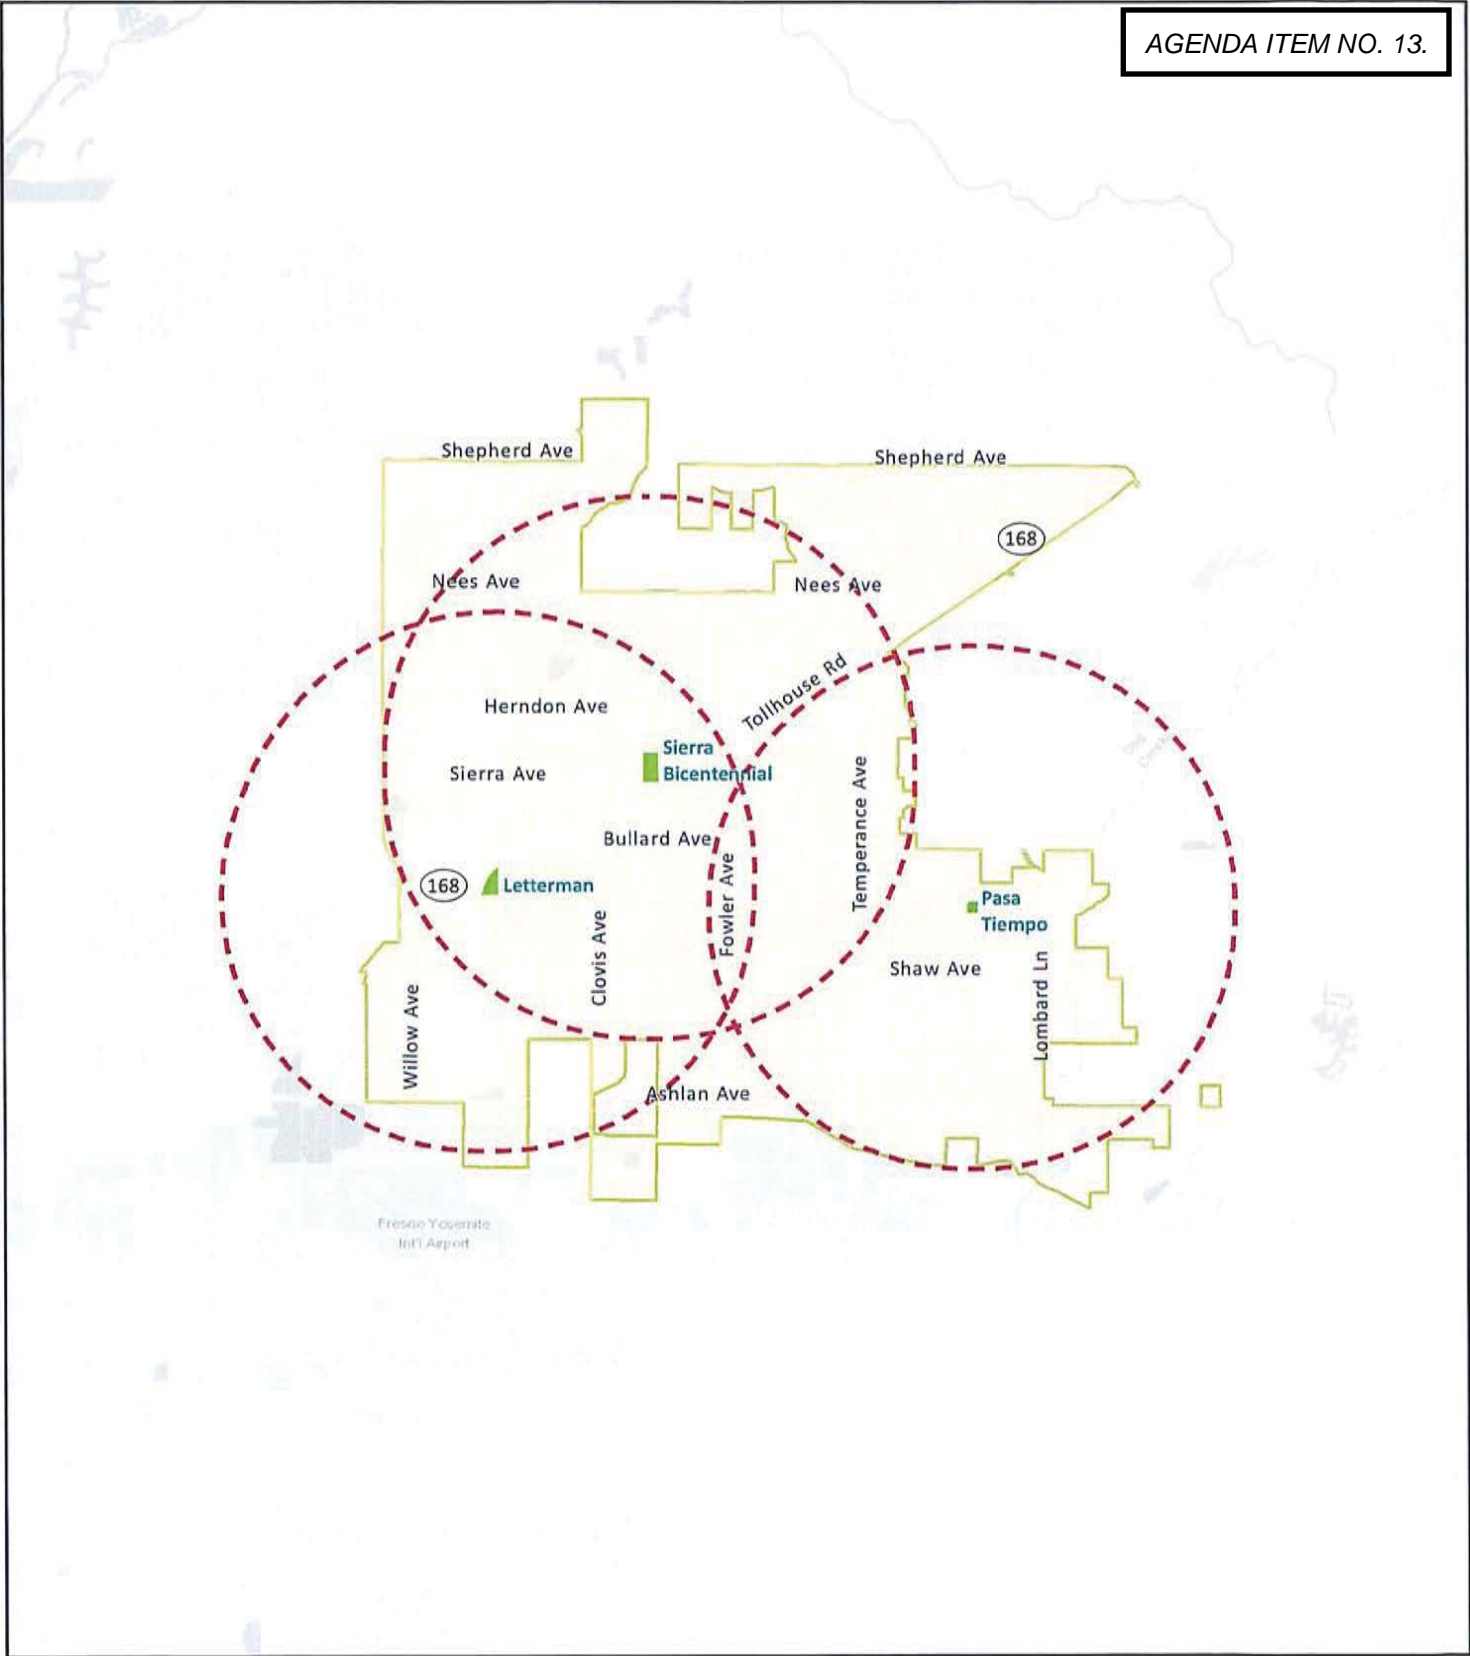 AGENDA ITEM NO. 13.
Shepherd Ave
Shepherd Ave
168
Nees Ave
Nees Ave
Tollhouse Rd
Herndon Ave
Sierra
Bicentennial
Sierra Ave
Temperance Ave
Bullard Ave
Fowler Ave
168
Letterman
Pasa
Tiempo
Clovis Ave
Shaw Ave
Lombard Ln
Willow Ave
Ashlan Ave
Fresno Yosemite
Int'l Airport